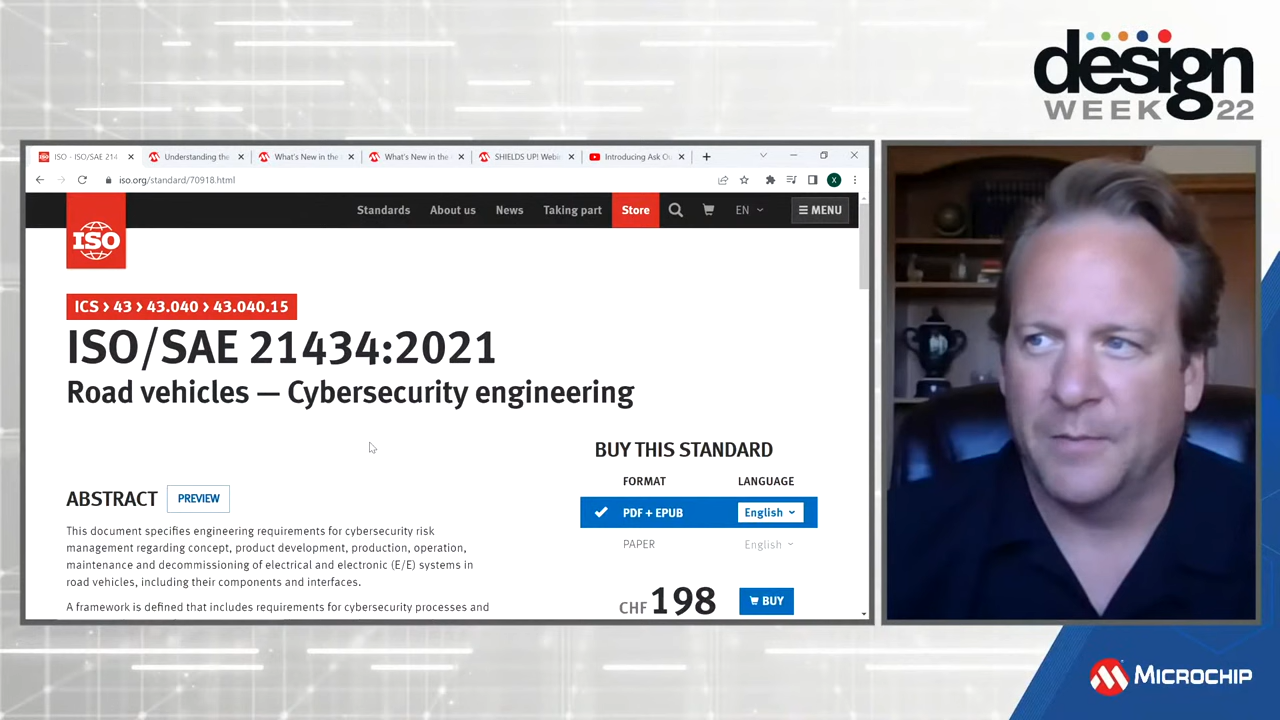 design
WEEK 22
ISO - ISO/SAE 214
Understanding the
What's New in the
What's New in the
SHIELDS UP! Webi
Introducing Ask Ou
iso.org/standard/70918.html
X
ISO
Standards
About us
News
Taking part
Store
EN
MENU
ICS › 43 › 43.040 › 43.040.15
ISO/SAE 21434:2021
Road vehicles — Cybersecurity engineering
ABSTRACT
PREVIEW
This document specifies engineering requirements for cybersecurity risk
management regarding concept, product development, production, operation,
maintenance and decommissioning of electrical and electronic (E/E) systems in
road vehicles, including their components and interfaces.
A framework is defined that includes requirements for cybersecurity processes and
BUY THIS STANDARD
FORMAT LANGUAGE
PDF + EPUB English
PAPER English
CHF 198 BUY
MICROCHIP